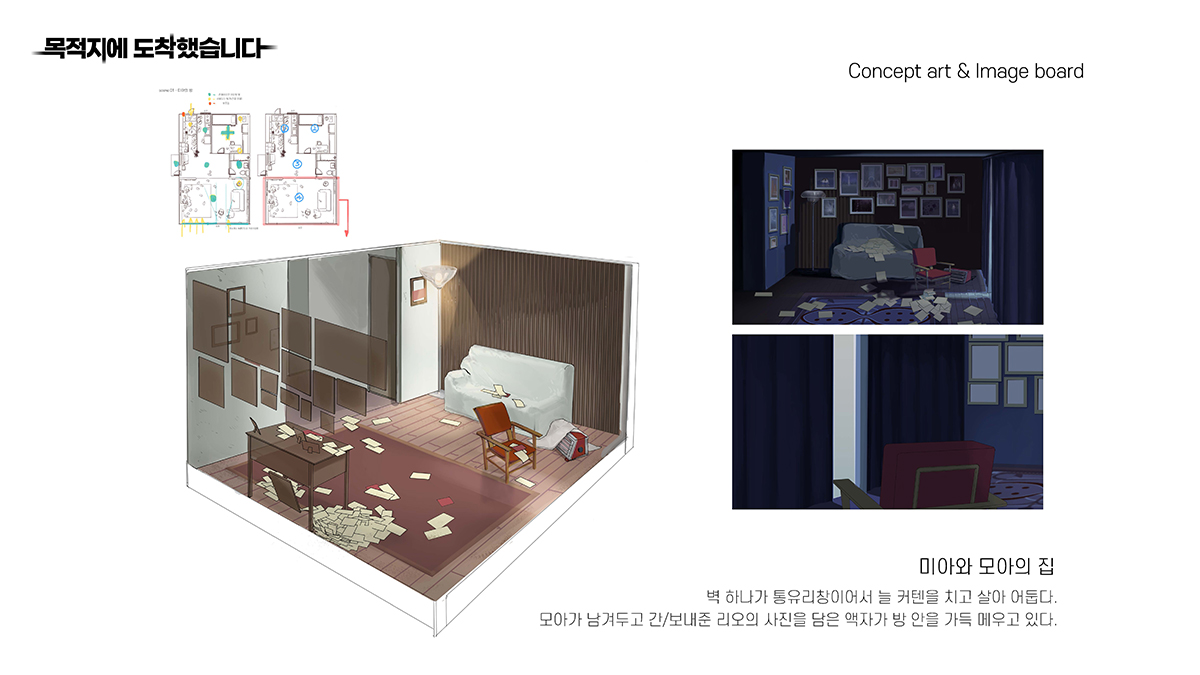 목적지에 도착했습니다
Concept art & Image board
미아와 모아의 집
벽 하나가 통유리창이어서 늘 커텐을 치고 살아 어둡다.
모아가 남겨두고 간/보내준 리오의 사진을 담은 액자가 방 안을 가득 메우고 있다.